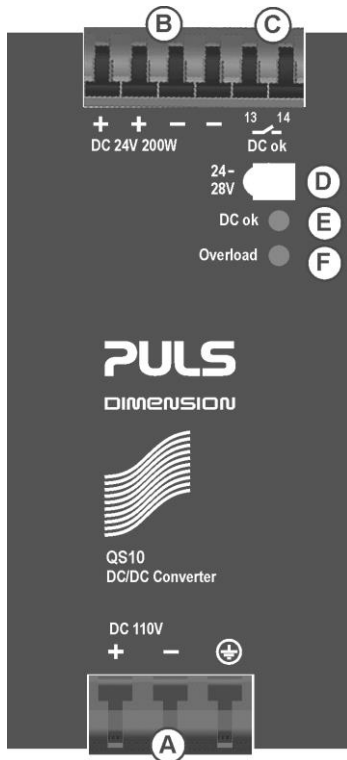 B C
+ + − − 13 14
DC 24V 200W DC ok
24–
28V D
DC ok E
Overload F
PULS
DIMENSION
QS10
DC/DC Converter
DC 110V
+ −
A